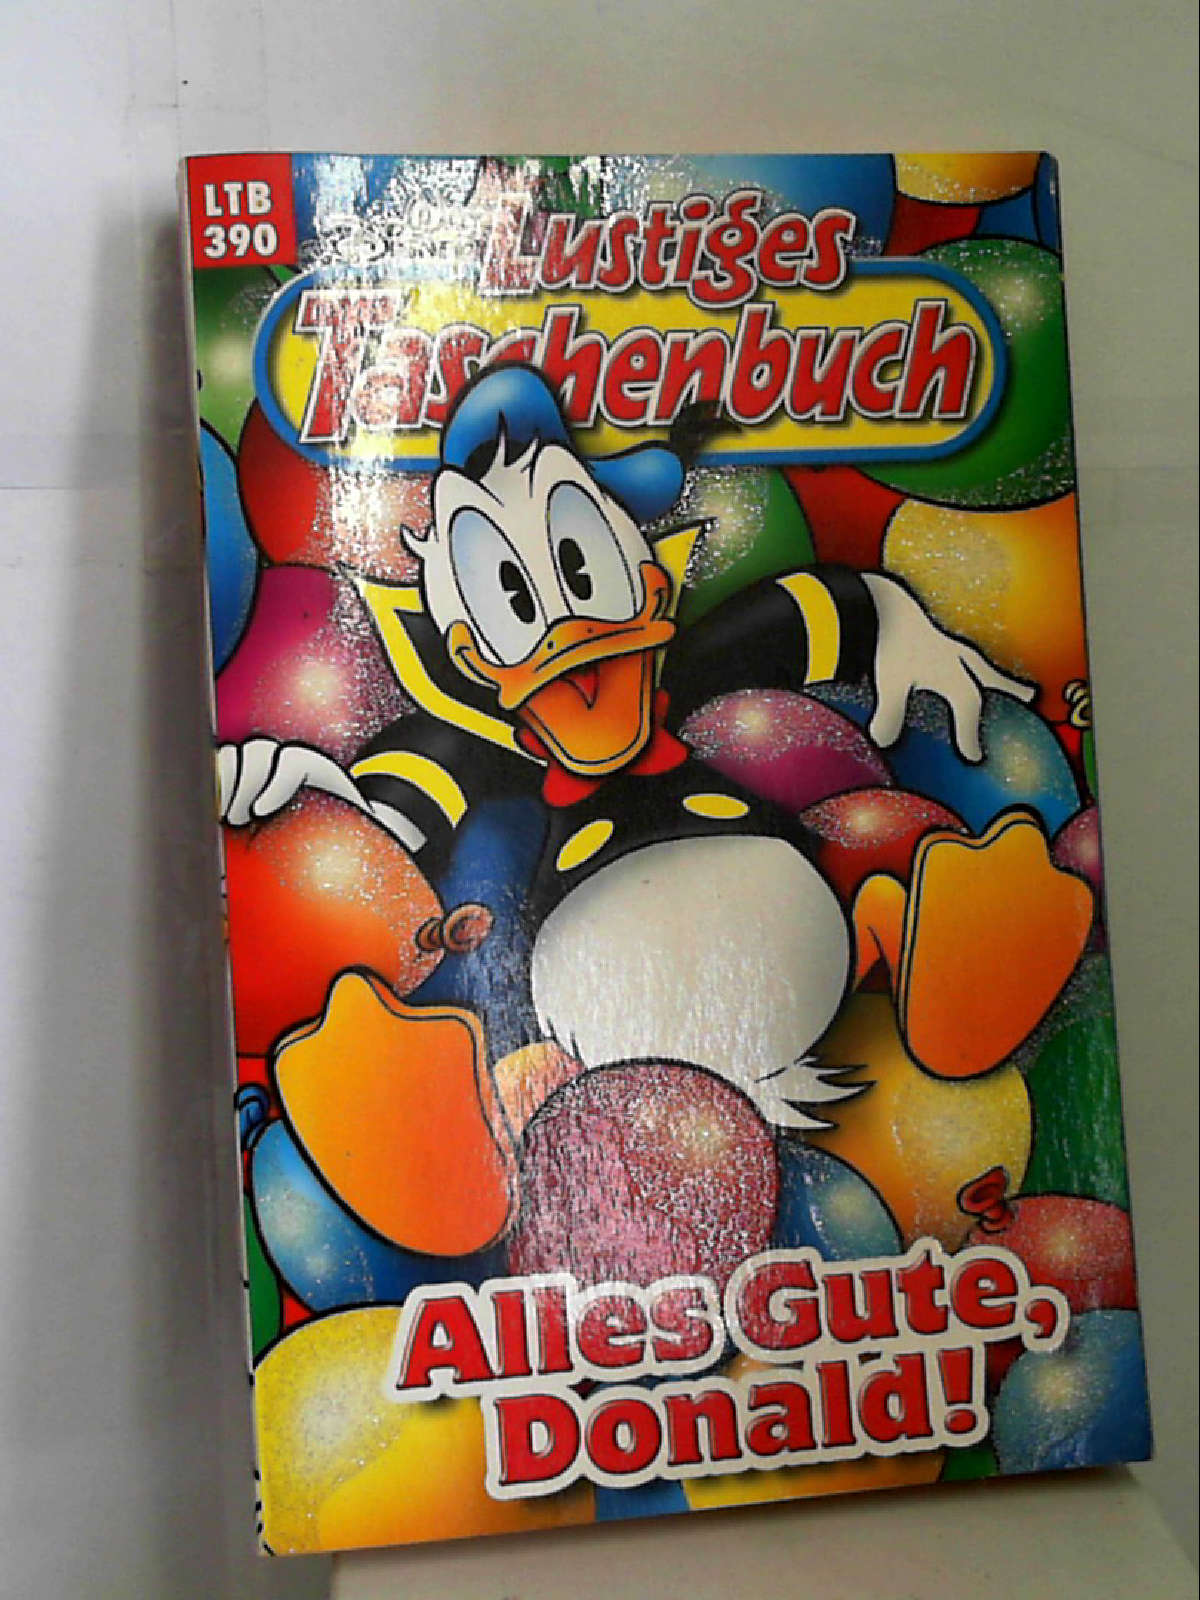 LTB
390
Lustiges
Taschenbuch
Alles Gute,
Donald!